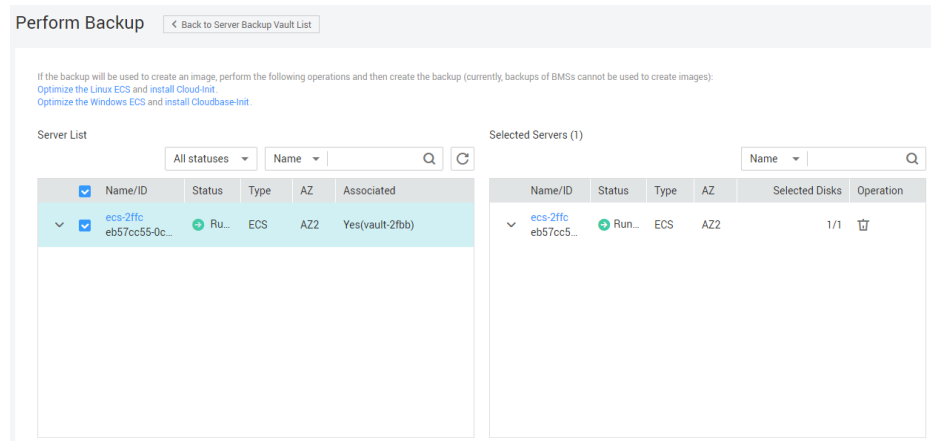 Perform Backup
Back to Server Backup Vault List
If the backup will be used to create an image, perform the following operations and then create the backup (currently, backups of BMSs cannot be used to create images):
Optimize the Linux ECS and install Cloud-Init.
Optimize the Windows ECS and install Cloudbase-Init.
Server List
Selected Servers (1)
All statuses Name
Name
Name/ID Status Type AZ Associated
Name/ID Status Type AZ Selected Disks Operation
ecs-2ffc
eb57cc55-0c... Ru... ECS AZ2 Yes(vault-2fbb)
ecs-2ffc
eb57cc5... Run... ECS AZ2 1/1